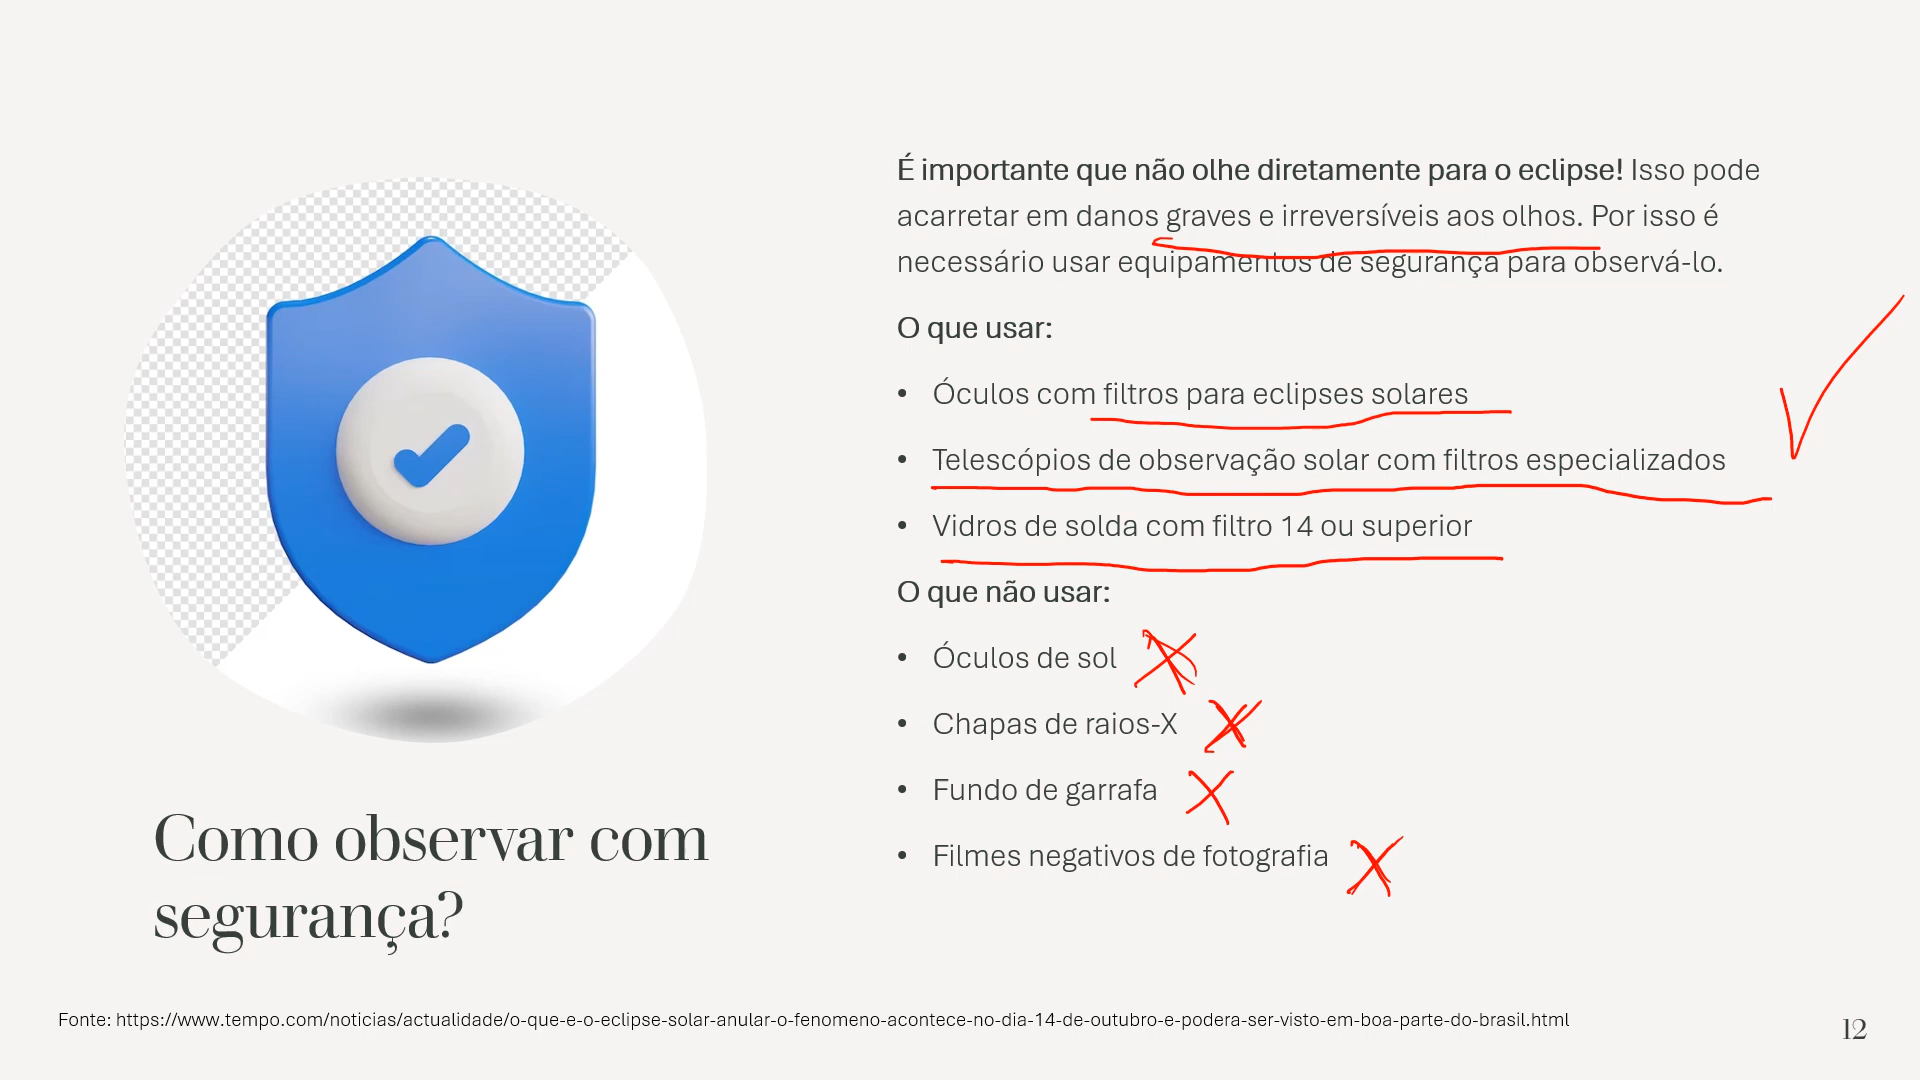 É importante que não olhe diretamente para o eclipse! Isso pode
acarretar em danos graves e irreversíveis aos olhos. Por isso é
necessário usar equipamentos de segurança para observá-lo.
O que usar:
• Óculos com filtros para eclipses solares
• Telescópios de observação solar com filtros especializados
• Vidros de solda com filtro 14 ou superior
O que não usar:
• Óculos de sol
• Chapas de raios-X
• Fundo de garrafa
• Filmes negativos de fotografia
Como observar com
segurança?
Fonte: https://www.tempo.com/noticias/actualidade/o-que-e-o-eclipse-solar-anular-o-fenomeno-acontece-no-dia-14-de-outubro-e-podera-ser-visto-em-boa-parte-do-brasil.html
12